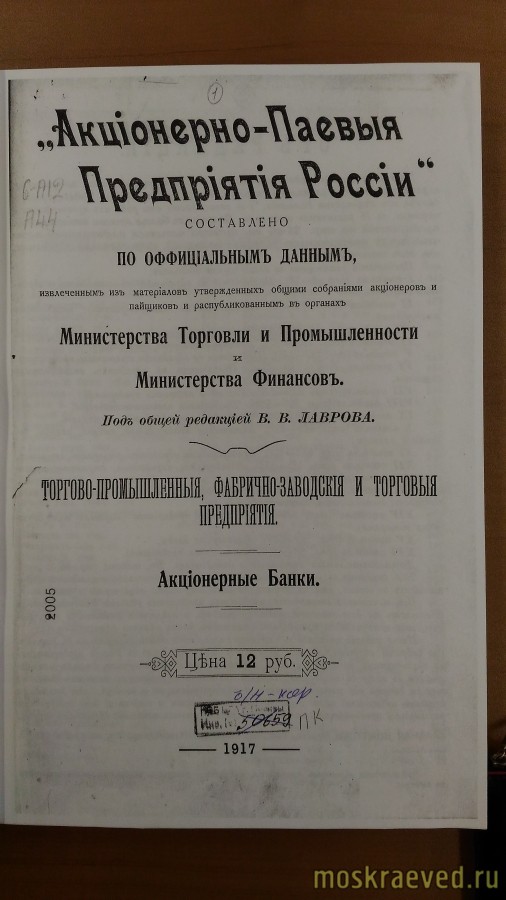 1
„Акціонерно-Паевыя
Предпріятія Россіи“
СОСТАВЛЕНО
ПО ОФФИЦІАЛЬНЫМЪ ДАННЫМЪ,
извлеченнымъ изъ матеріаловъ утвержденныхъ общими собраніями акціонеровъ и
пайщиковъ и распубликованнымъ въ органахъ
Министерства Торговли и Промышленности
и
Министерства Финансовъ.
Подъ общей редакціей В. В. ЛАВРОВА.
ТОРГОВО-ПРОМЫШЛЕННЫЯ, ФАБРИЧНО-ЗАВОДСКІЯ И ТОРГОВЫЯ
ПРЕДПРІЯТІЯ.
Акціонерные Банки.
2005
Цѣна 12 руб.
50659 ПК
1917
moskraeved.ru